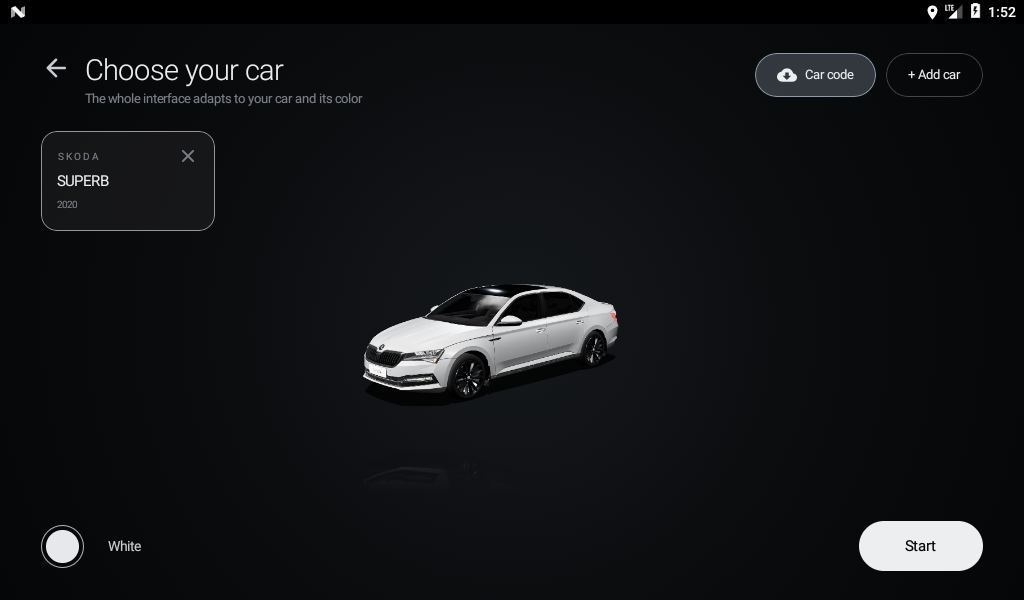 LTE 1:52
Choose your car
The whole interface adapts to your car and its color
Car code
+ Add car
SKODA
SUPERB
2020
White
Start